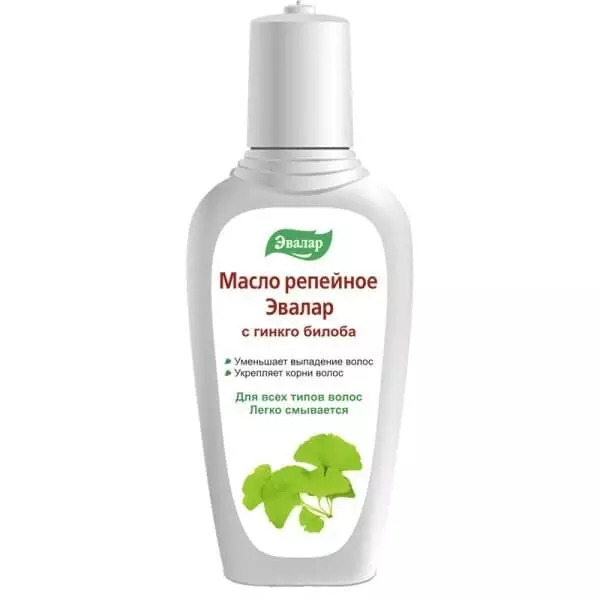 Эвалар
Масло репейное
Эвалар
с гинкго билоба
Уменьшает выпадение волос
Укрепляет корни волос
Для всех типов волос
Легко смывается